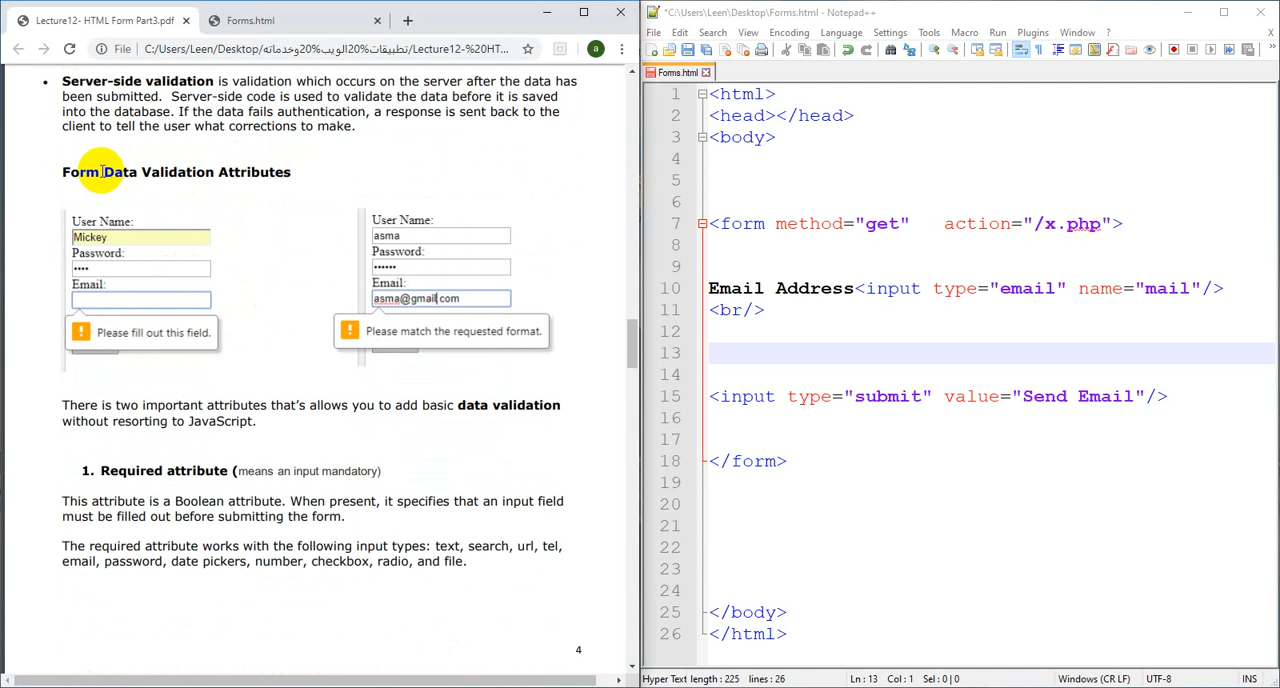 Lecture12- HTML Form Part3.pdf
Forms.html
File
C:/Users/Leen/Desktop/تطبيقات%20الويب%20وخدماته/Lecture12-%20HT...
a
• Server-side validation is validation which occurs on the server after the data has
been submitted. Server-side code is used to validate the data before it is saved
into the database. If the data fails authentication, a response is sent back to the
client to tell the user what corrections to make.
Form Data Validation Attributes
User Name:
Mickey
Password:
••••
Email:
Please fill out this field.
User Name:
asma
Password:
••••••
Email:
asma@gmail.com
Please match the requested format.
There is two important attributes that’s allows you to add basic data validation
without resorting to JavaScript.
1. Required attribute (means an input mandatory)
This attribute is a Boolean attribute. When present, it specifies that an input field
must be filled out before submitting the form.
The required attribute works with the following input types: text, search, url, tel,
email, password, date pickers, number, checkbox, radio, and file.
4
*C:\Users\Leen\Desktop\Forms.html - Notepad++
File Edit Search View Encoding Language Settings Tools Macro Run Plugins Window ? X
Forms.html
1 <html>
2 <head></head>
3 <body>
4
5
6
7 <form method="get" action="/x.php">
8
9
10 Email Address<input type="email" name="mail"/>
11 <br/>
12
13
14
15 <input type="submit" value="Send Email"/>
16
17
18 </form>
19
20
21
22
23
24
25 </body>
26 </html>
Hyper Text length : 225 lines : 26 Ln : 13 Col : 1 Sel : 0 | 0 Windows (CR LF) UTF-8 INS